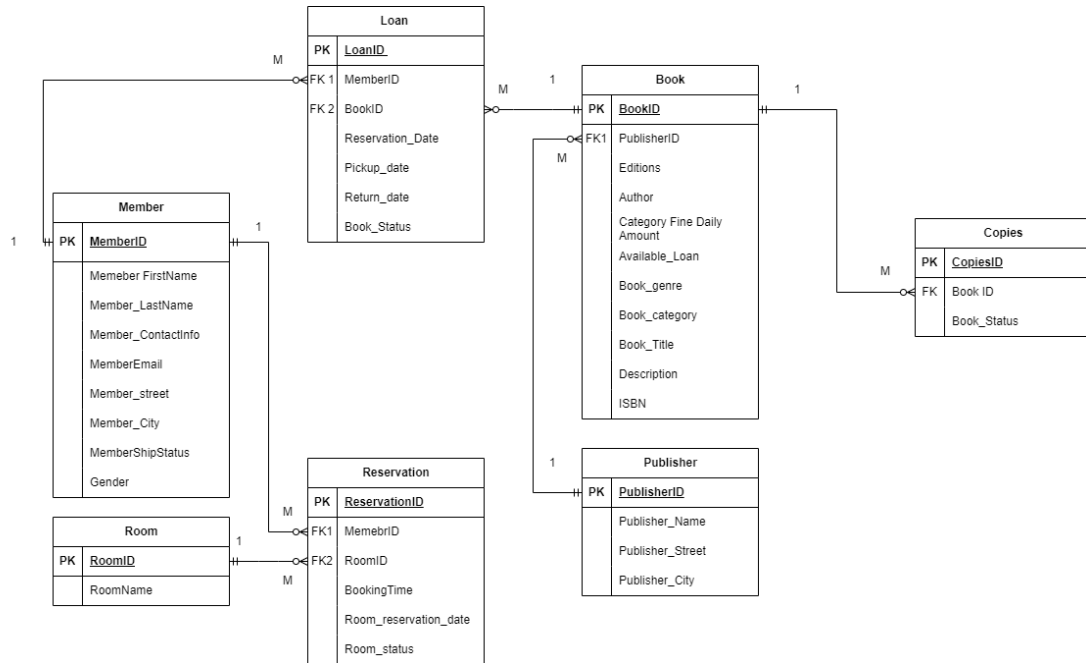 Loan
PK LoanID
FK 1 MemberID
FK 2 BookID
Reservation_Date
Pickup_date
Return_date
Book_Status
M
M
1
Book
PK BookID
FK1 PublisherID
Editions
Author
Category Fine Daily
Amount
Available_Loan
Book_genre
Book_category
Book_Title
Description
ISBN
1
M
Member
PK MemberID
Memeber FirstName
Member_LastName
Member_ContactInfo
MemberEmail
Member_street
Member_City
MemberShipStatus
Gender
1
1
Copies
PK CopiesID
FK Book ID
Book_Status
M
Reservation
PK ReservationID
FK1 MemebrID
FK2 RoomID
BookingTime
Room_reservation_date
Room_status
M
M
Room
PK RoomID
RoomName
1
Publisher
PK PublisherID
Publisher_Name
Publisher_Street
Publisher_City
1